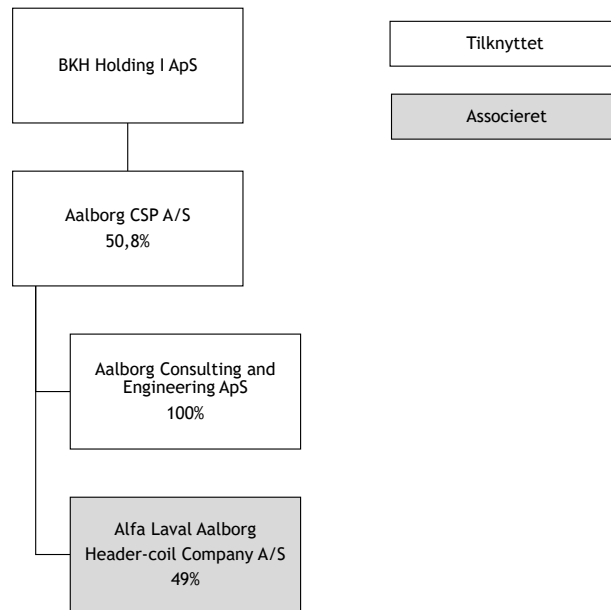 BKH Holding I ApS
Tilknyttet
Associeret
Aalborg CSP A/S
50,8%
Aalborg Consulting and
Engineering ApS
100%
Alfa Laval Aalborg
Header-coil Company A/S
49%